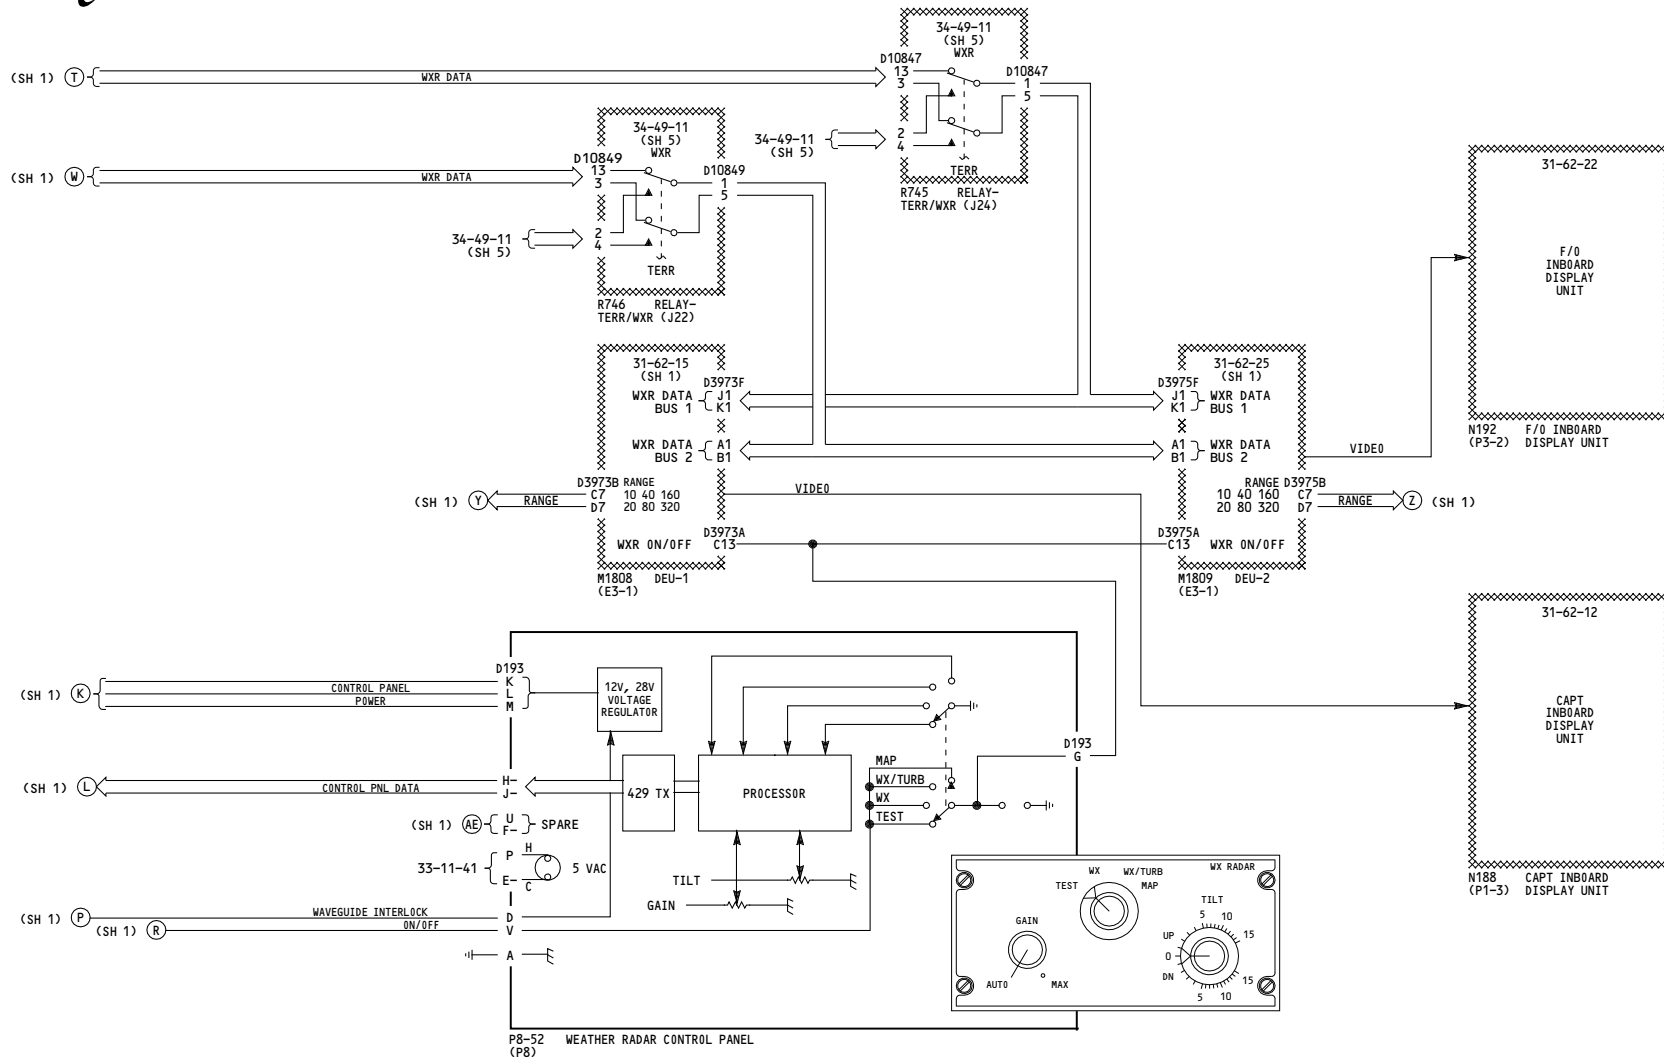 34-49-11
(SH 5)
WXR
D10847
13
3
D10847
1
5
2
4
TERR
R745 RELAY-
TERR/WXR (J24)
34-49-11
(SH 5)
(SH 1) T
WXR DATA
34-49-11
(SH 5)
WXR
D10849
13
3
D10849
1
5
2
4
TERR
R746 RELAY-
TERR/WXR (J22)
34-49-11
(SH 5)
(SH 1) W
WXR DATA
31-62-22
F/O
INBOARD
DISPLAY
UNIT
N192 F/O INBOARD
(P3-2) DISPLAY UNIT
31-62-15
(SH 1)
D3973F
WXR DATA
BUS 1
J1
K1
WXR DATA
BUS 2
A1
B1
D3973B
RANGE
C7
D7
10 40 160
20 80 320
D3973A
WXR ON/OFF
C13
M1808 DEU-1
(E3-1)
(SH 1) Y
RANGE
VIDEO
31-62-25
(SH 1)
D3975F
J1
K1
WXR DATA
BUS 1
A1
B1
WXR DATA
BUS 2
RANGE
D3975B
10 40 160
20 80 320
C7
D7
D3975A
C13
WXR ON/OFF
M1809 DEU-2
(E3-1)
VIDEO
RANGE
Z (SH 1)
31-62-12
CAPT
INBOARD
DISPLAY
UNIT
N188 CAPT INBOARD
(P1-3) DISPLAY UNIT
D193
(SH 1) K
CONTROL PANEL
POWER
K
L
M
12V, 28V
VOLTAGE
REGULATOR
(SH 1) L
CONTROL PNL DATA
H-
J-
429 TX
PROCESSOR
(SH 1) AE
U
F-
SPARE
33-11-41
P
E-
H
C
5 VAC
(SH 1) P
WAVEGUIDE INTERLOCK
D
(SH 1) R
ON/OFF
V
A
TILT
GAIN
MAP
WX/TURB
WX
TEST
D193
G
P8-52 WEATHER RADAR CONTROL PANEL
(P8)
WX RADAR
TEST
WX
WX/TURB
MAP
GAIN
AUTO
MAX
TILT
UP
0
DN
5
10
15
15
10
5